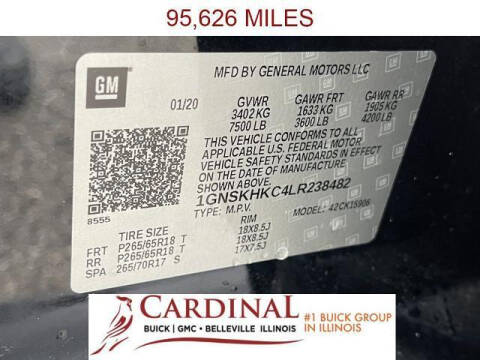 95,626 MILES
GM
MFD BY GENERAL MOTORS LLC
01/20
GVWR GAWR FRT GAWR RR
3402 KG 1633 KG 1905 KG
7500 LB 3600 LB 4200 LB
THIS VEHICLE CONFORMS TO ALL
APPLICABLE U.S. FEDERAL MOTOR
VEHICLE SAFETY STANDARDS IN
EFFECT ON THE DATE OF MANUFACTURE
SHOWN ABOVE.
1GNSKHKC4LR238482
TYPE: M.P.V. 42CK15906
8555
TIRE SIZE RIM
FRT P265/65R18 T 18X8.5J
RR P265/65R18 T 18X8.5J
SPA 265/70R17 S 17X7.5J
CARDINAL
BUICK | GMC - BELLEVILLE ILLINOIS
#1 BUICK GROUP
IN ILLINOIS